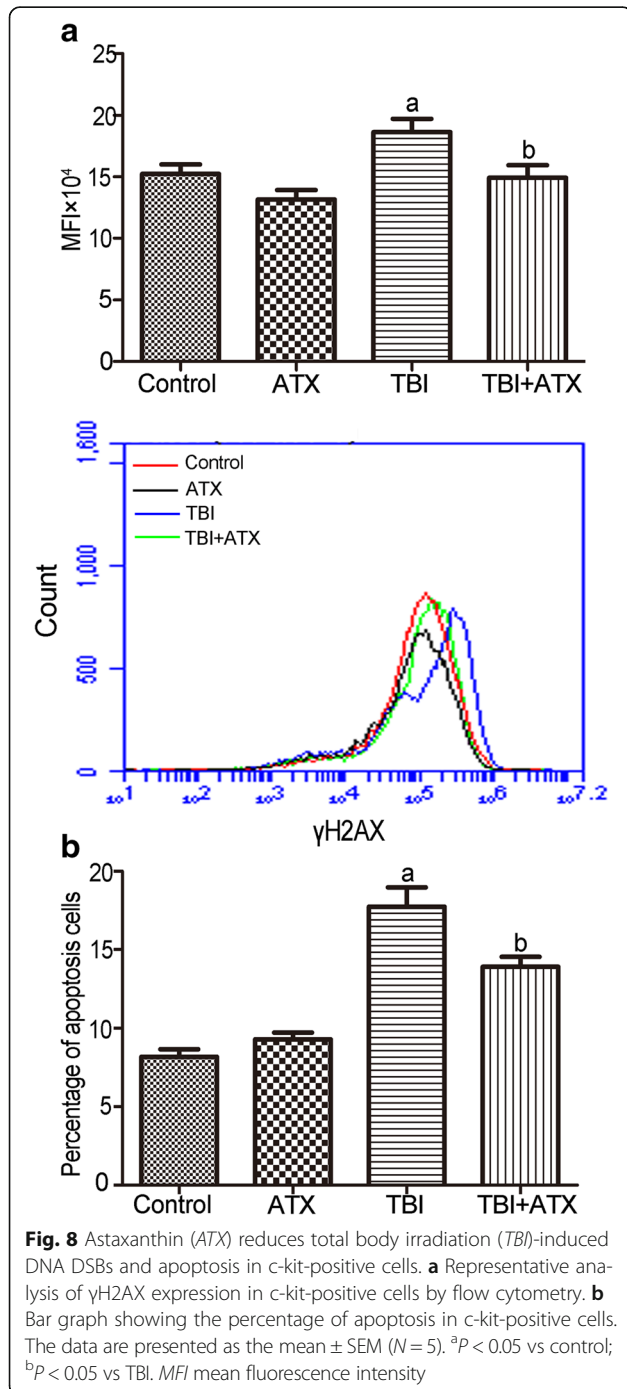 a
25
20
15
10
5
0
MFI×10⁴
a
b
Control ATX TBI TBI+ATX
1,600
1,000
500
0
Count
Control
ATX
TBI
TBI+ATX
10¹ 10² 10³ 10⁴ 10⁵ 10⁶ 10⁷·²
γH2AX
b
20
15
10
5
0
Percentage of apoptosis cells
a
b
Control ATX TBI TBI+ATX
Fig. 8 Astaxanthin (ATX) reduces total body irradiation (TBI)-induced
DNA DSBs and apoptosis in c-kit-positive cells. a Representative ana-
lysis of γH2AX expression in c-kit-positive cells by flow cytometry. b
Bar graph showing the percentage of apoptosis in c-kit-positive cells.
The data are presented as the mean ± SEM (N = 5). ᵃP < 0.05 vs control;
ᵇP < 0.05 vs TBI. MFI mean fluorescence intensity